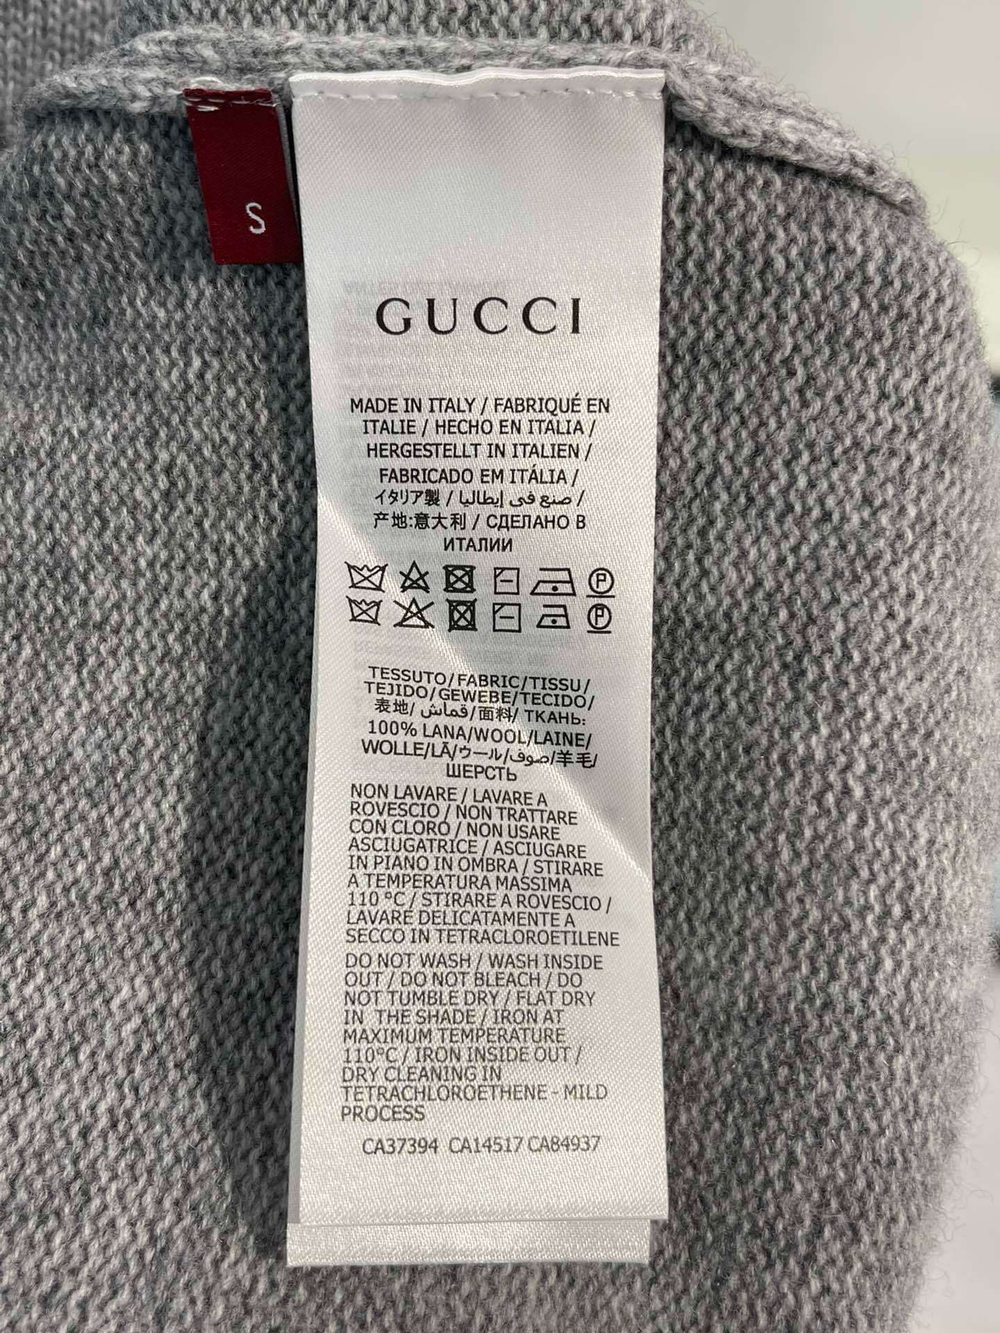 S
GUCCI
MADE IN ITALY / FABRIQUÉ EN
ITALIE / HECHO EN ITALIA /
HERGESTELLT IN ITALIEN /
FABRICADO EM ITÁLIA /
イタリア製 / صنع في إيطاليا /
产地:意大利 / СДЕЛАНО В
ИТАЛИИ
P
P
TESSUTO/FABRIC/TISSU/
TEJIDO/GEWEBE/TECIDO/
表地/ قماش/面料/ ТКАНЬ:
100% LANA/WOOL/LAINE/
WOLLE/LÃ/ウール/صوف/羊毛/
ШЕРСТЬ
NON LAVARE / LAVARE A
ROVESCIO / NON TRATTARE
CON CLORO / NON USARE
ASCIUGATRICE / ASCIUGARE
IN PIANO IN OMBRA / STIRARE
A TEMPERATURA MASSIMA
110 °C / STIRARE A ROVESCIO /
LAVARE DELICATAMENTE A
SECCO IN TETRACLOROETILENE
DO NOT WASH / WASH INSIDE
OUT / DO NOT BLEACH / DO
NOT TUMBLE DRY / FLAT DRY
IN THE SHADE / IRON AT
MAXIMUM TEMPERATURE
110°C / IRON INSIDE OUT /
DRY CLEANING IN
TETRACHLOROETHENE - MILD
PROCESS
CA37394 CA14517 CA84937